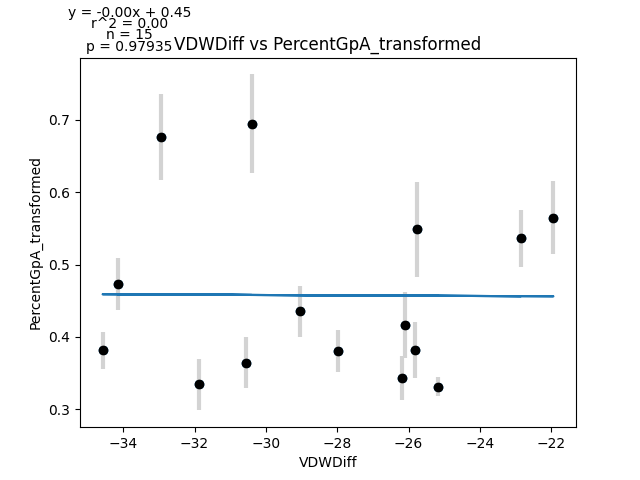 y = -0.00x + 0.45
r^2 = 0.00
n = 15
p = 0.97935
VDWDiff vs PercentGpA_transformed
PercentGpA_transformed
0.7
0.6
0.5
0.4
0.3
−34
−32
−30
−28
−26
−24
−22
VDWDiff